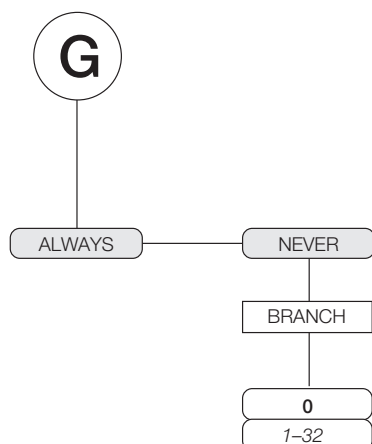 G
ALWAYS
NEVER
BRANCH
0
1–32